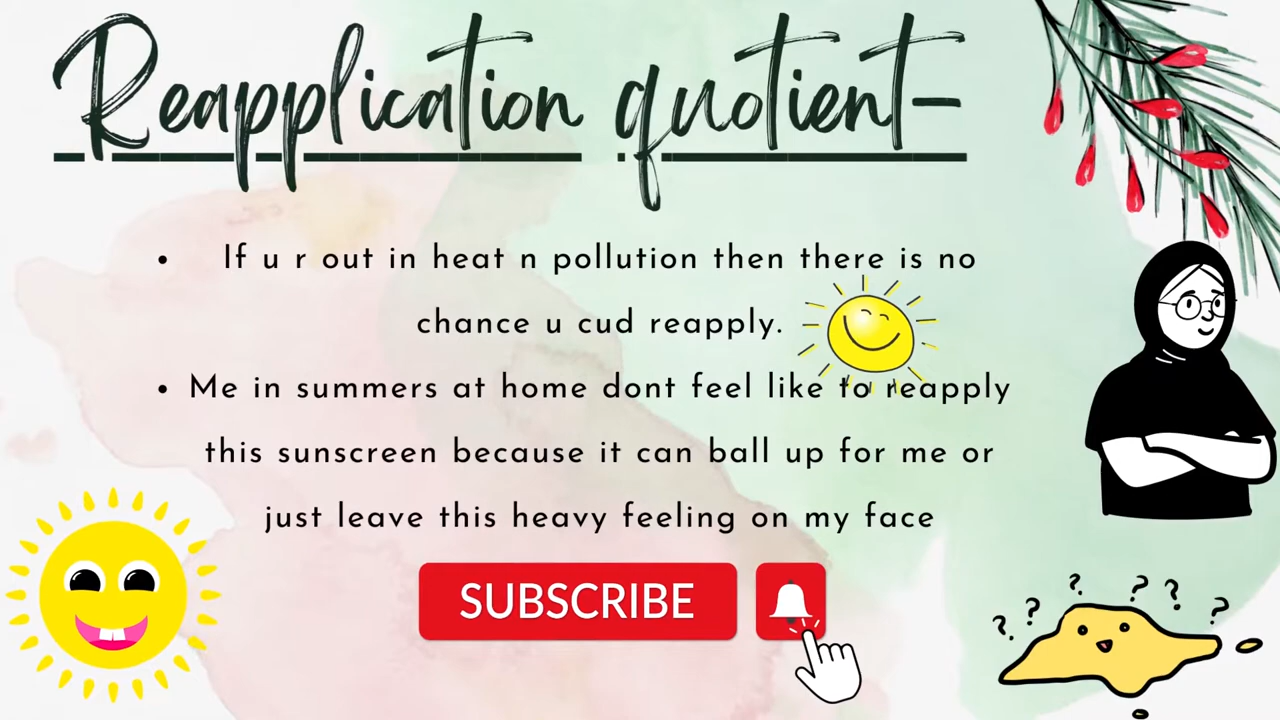 Reapplication quotient-
• If u r out in heat n pollution then there is no
chance u cud reapply.
• Me in summers at home dont feel like to reapply
this sunscreen because it can ball up for me or
just leave this heavy feeling on my face
SUBSCRIBE
? ? ? ? ? ?